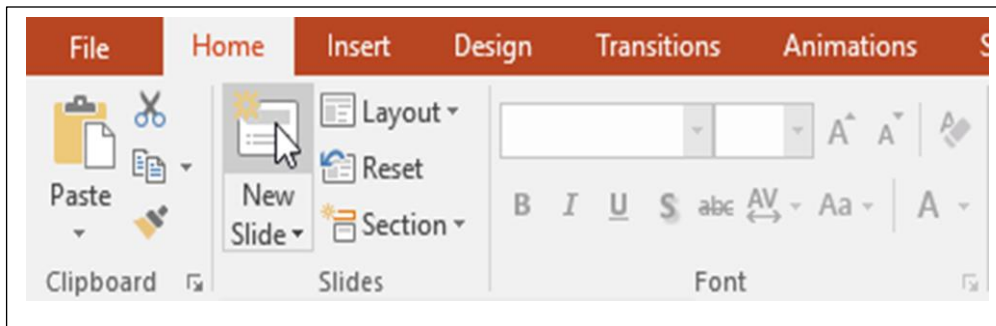 File Home Insert Design Transitions Animations S
Layout
Reset
Paste New Slide
Section
B I U S abc AV Aa A
A A A
Clipboard Slides Font